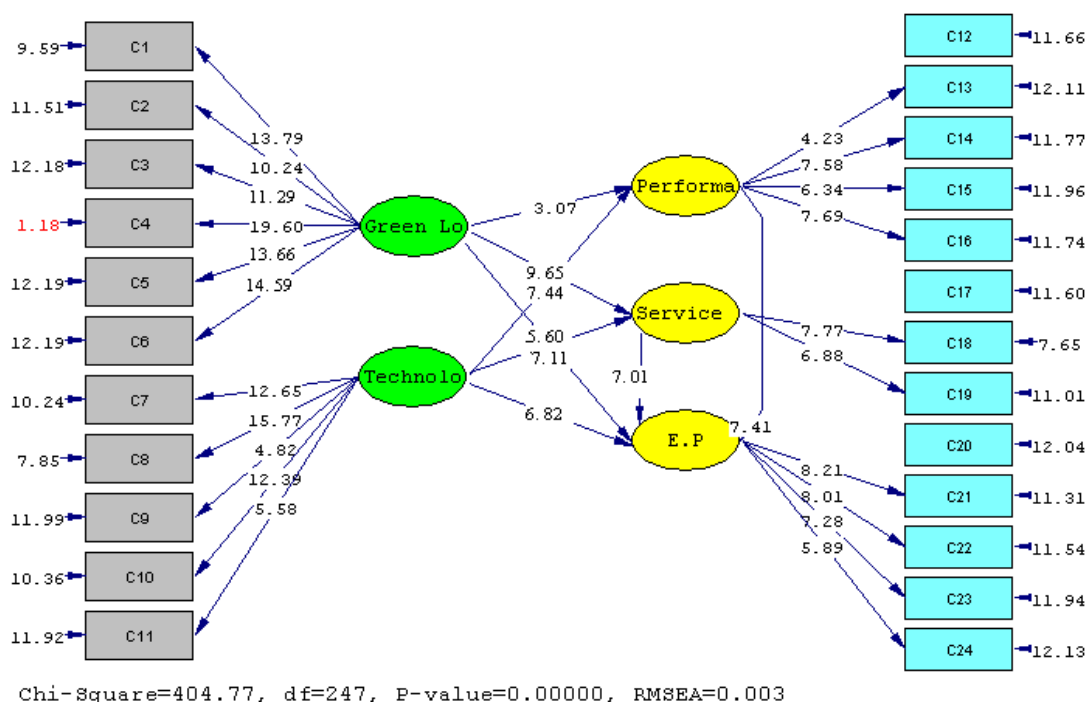 9.59 C1
11.51 C2
12.18 C3
1.18 C4
12.19 C5
12.19 C6
10.24 C7
7.85 C8
11.99 C9
10.36 C10
11.92 C11
13.79
10.24
11.29
19.60
13.66
14.59
Green Lo
12.65
15.77
4.82
12.39
5.58
Technolo
3.07
9.65
7.44
5.60
7.11
6.82
Performa
Service
7.01
E.P
7.41
4.23
7.58
6.34
7.69
7.77
6.88
8.21
8.01
7.28
5.89
C12 11.66
C13 12.11
C14 11.77
C15 11.96
C16 11.74
C17 11.60
C18 7.65
C19 11.01
C20 12.04
C21 11.31
C22 11.54
C23 11.94
C24 12.13
Chi-Square=404.77, df=247, P-value=0.00000, RMSEA=0.003